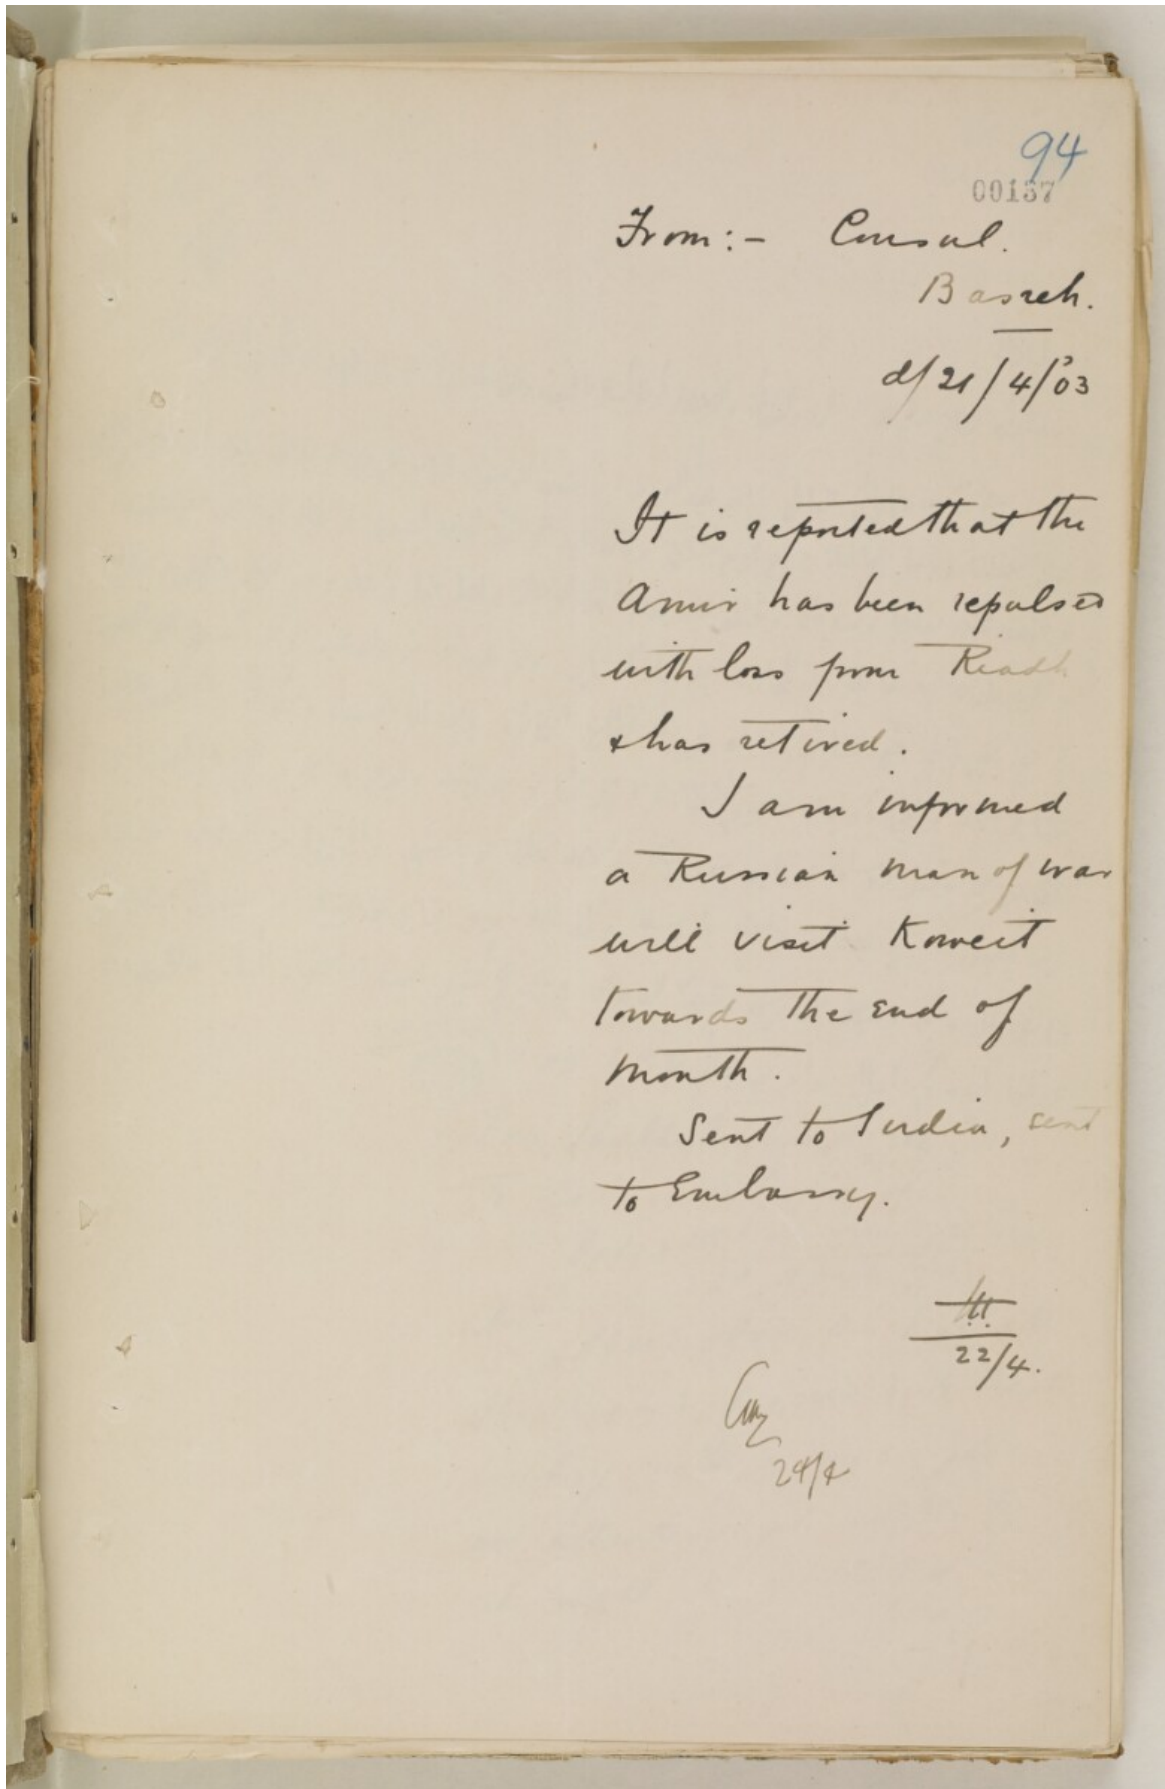 94
00137
From:- Consul.
Basreh.
d/21/4/'03
It is reported that the
Amir has been repulsed
with loss from Riadh
& has retired.
I am informed
a Russian man of war
will visit Koweit
towards the end of
month.
Sent to India, sent
to Embassy.
22/4.
24/4